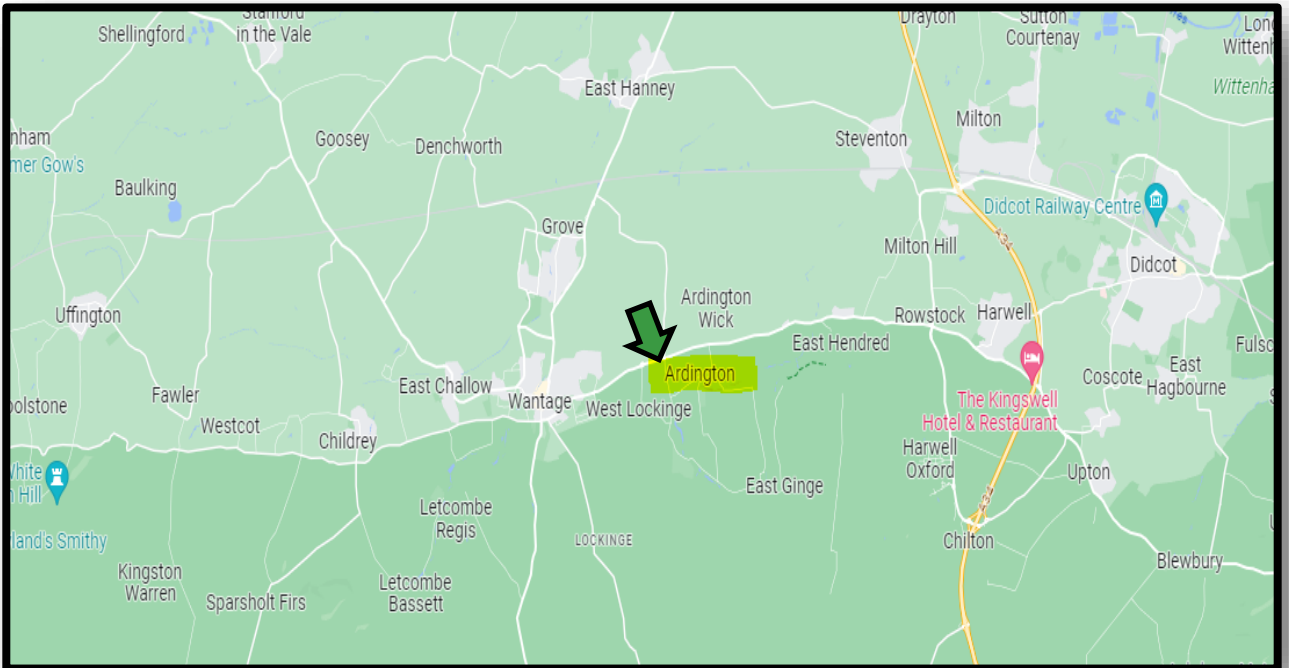 Stanford
in the Vale
Shellingford
Drayton
Sutton
Courtenay
Long
Wittenh
Wittenha
East Hanney
Milton
Steventon
Goosey
Denchworth
nham
mer Gow's
Baulking
Didcot Railway Centre
A34
Grove
Milton Hill
Didcot
Ardington
Wick
Uffington
Rowstock
Harwell
East Hendred
Fulsc
Ardington
East Challow
Coscote
East
Hagbourne
Fawler
Wantage
West Lockinge
The Kingswell
Hotel & Restaurant
oolstone
Westcot
Childrey
Harwell
Oxford
White
n Hill
Upton
East Ginge
A34
Letcombe
Regis
LOCKINGE
Chilton
land's Smithy
Blewbury
Kingston
Warren
Sparsholt Firs
Letcombe
Bassett